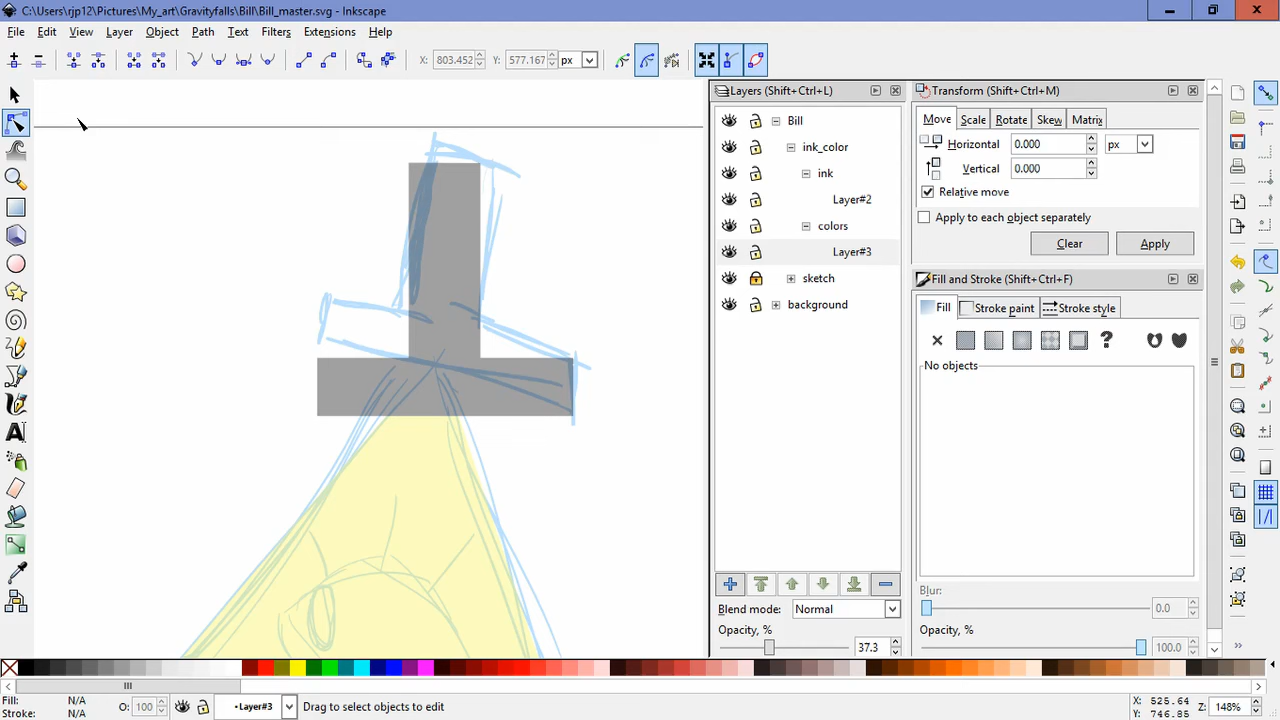 C:\Users\rjp12\Pictures\My_art\Gravityfalls\Bill\Bill_master.svg - Inkscape
File Edit View Layer Object Path Filters Text Extensions Help
X: 803.452 Y: 577.167 px
Layers (Shift+Ctrl+L)
Bill
ink_color
ink
Layer#2
colors
Layer#3
sketch
background
Blend mode: Normal
Opacity, % 37.3
Transform (Shift+Ctrl+M)
Move Scale Rotate Skew Matrix
Horizontal 0.000 px
Vertical 0.000
Relative move
Apply to each object separately
Clear Apply
Fill and Stroke (Shift+Ctrl+F)
Fill Stroke paint Stroke style
?
No objects
Blur: 0.0
Opacity, % 100.0
Fill: N/A
Stroke: N/A
O: 100
•Layer#3
Drag to select objects to edit
X: 525.64
Y: 746.85
Z: 148%